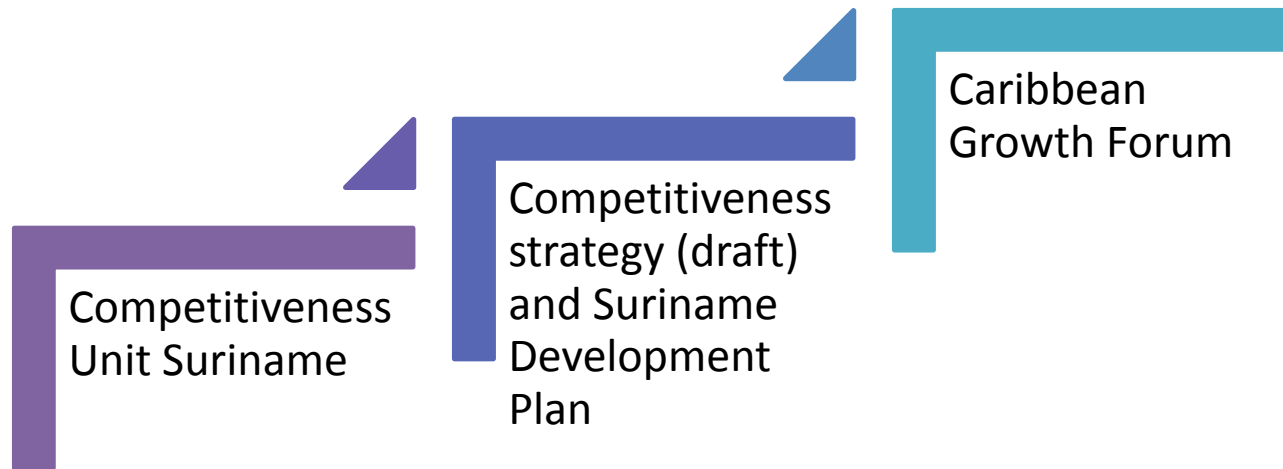 Competitiveness
Unit Suriname
Competitiveness
strategy (draft)
and Suriname
Development
Plan
Caribbean
Growth Forum